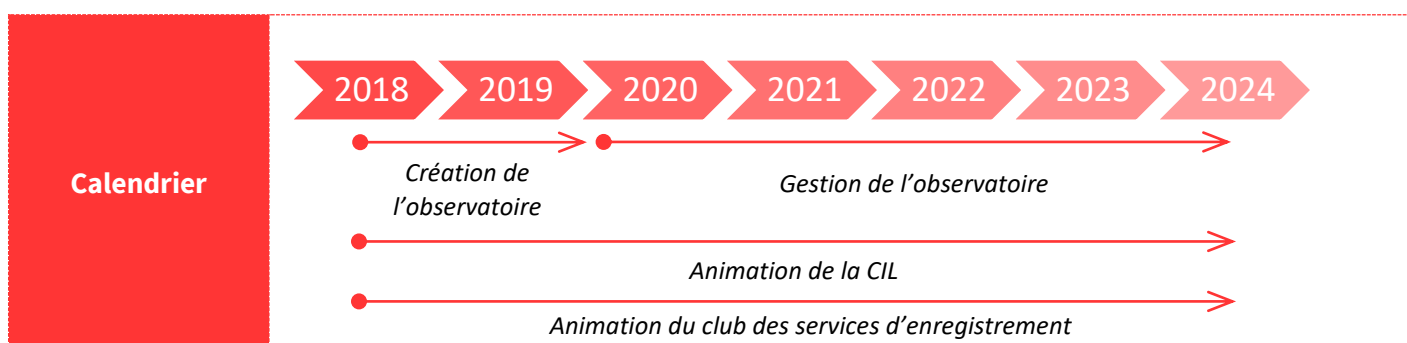 Calendrier
2018 2019 2020 2021 2022 2023 2024
Création de
l’observatoire
Gestion de l’observatoire
Animation de la CIL
Animation du club des services d’enregistrement